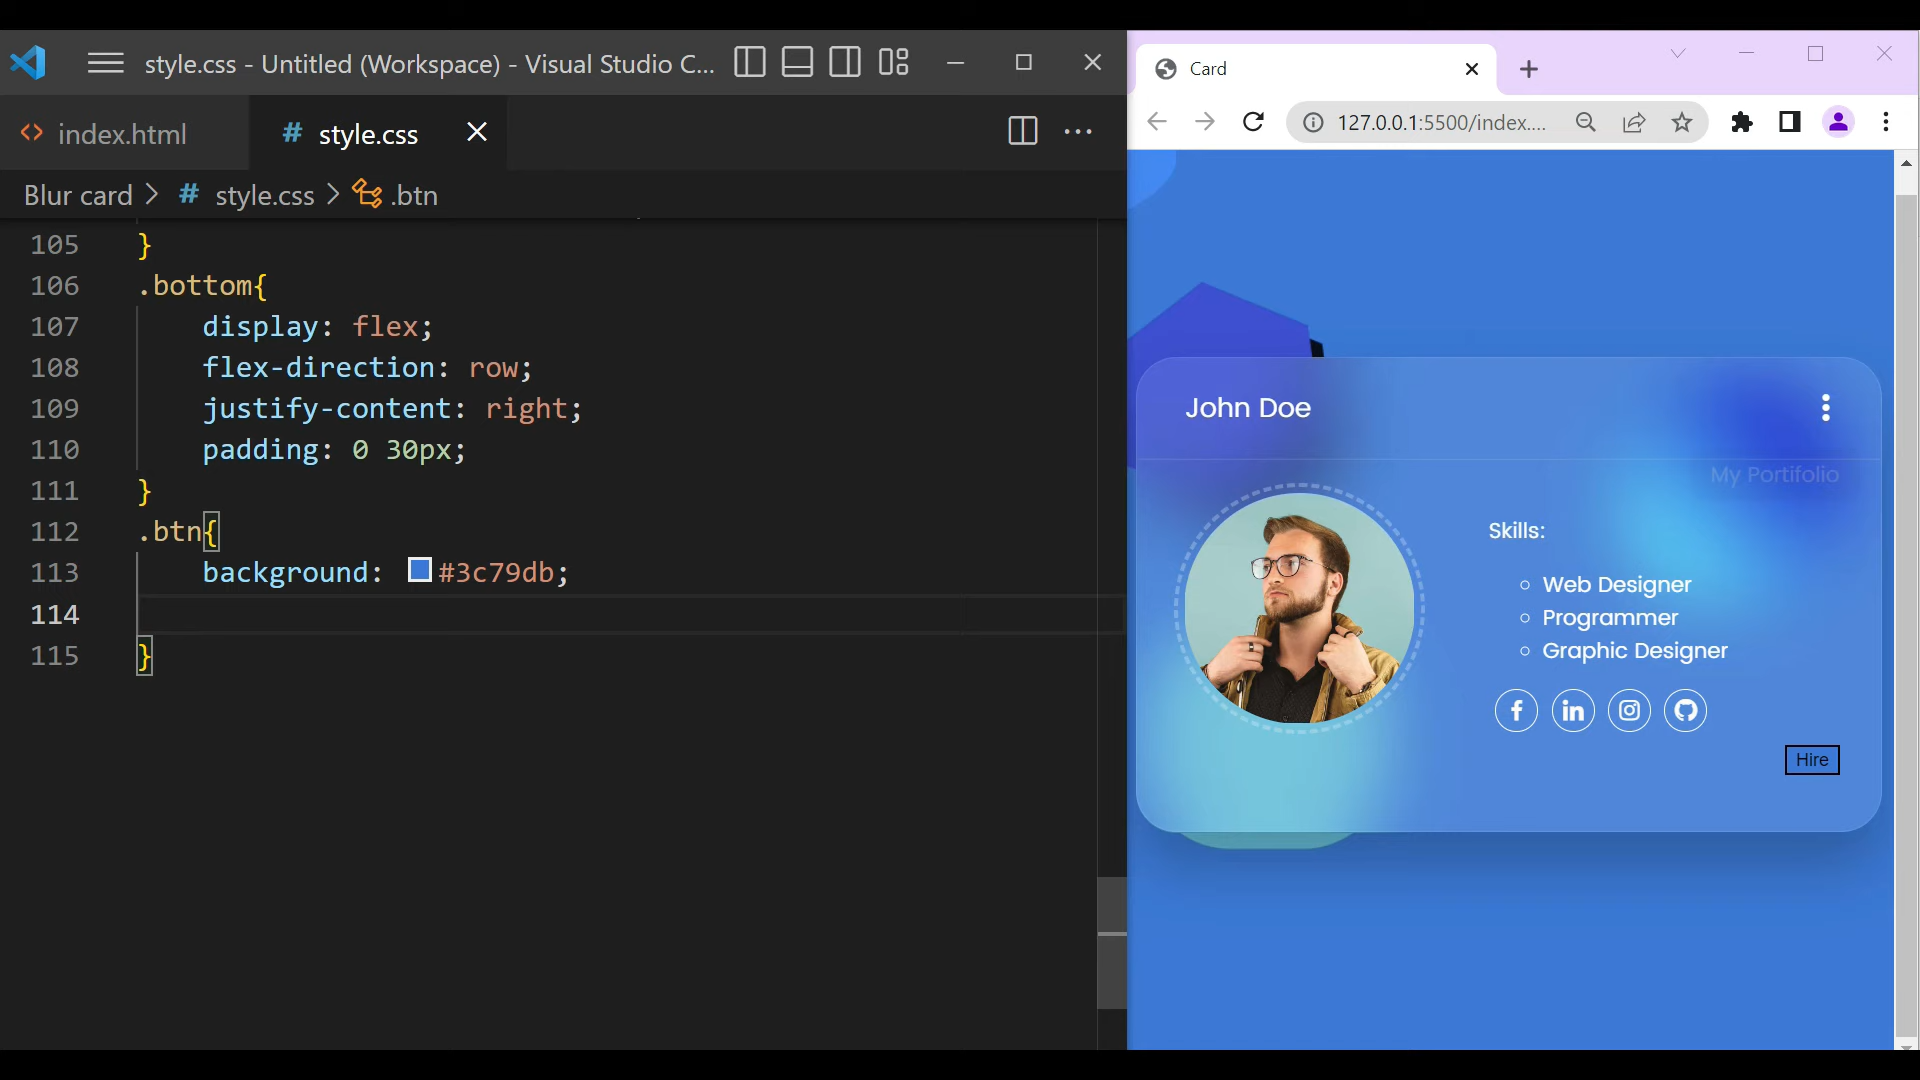 style.css - Untitled (Workspace) - Visual Studio C...
index.html
# style.css
Blur card > # style.css > .btn
105 }
106 .bottom{
107 display: flex;
108 flex-direction: row;
109 justify-content: right;
110 padding: 0 30px;
111 }
112 .btn{
113 background: #3c79db;
114
115 }
Card
127.0.0.1:5500/index....
John Doe
My Portifolio
Skills:
Web Designer
Programmer
Graphic Designer
Hire